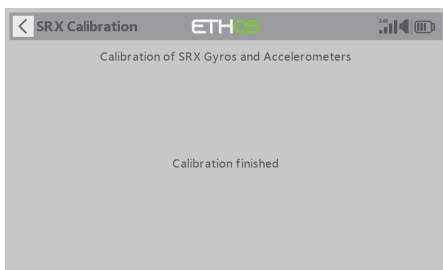 SRX Calibration
ETHOS
Calibration of SRX Gyros and Accelerometers
Calibration finished